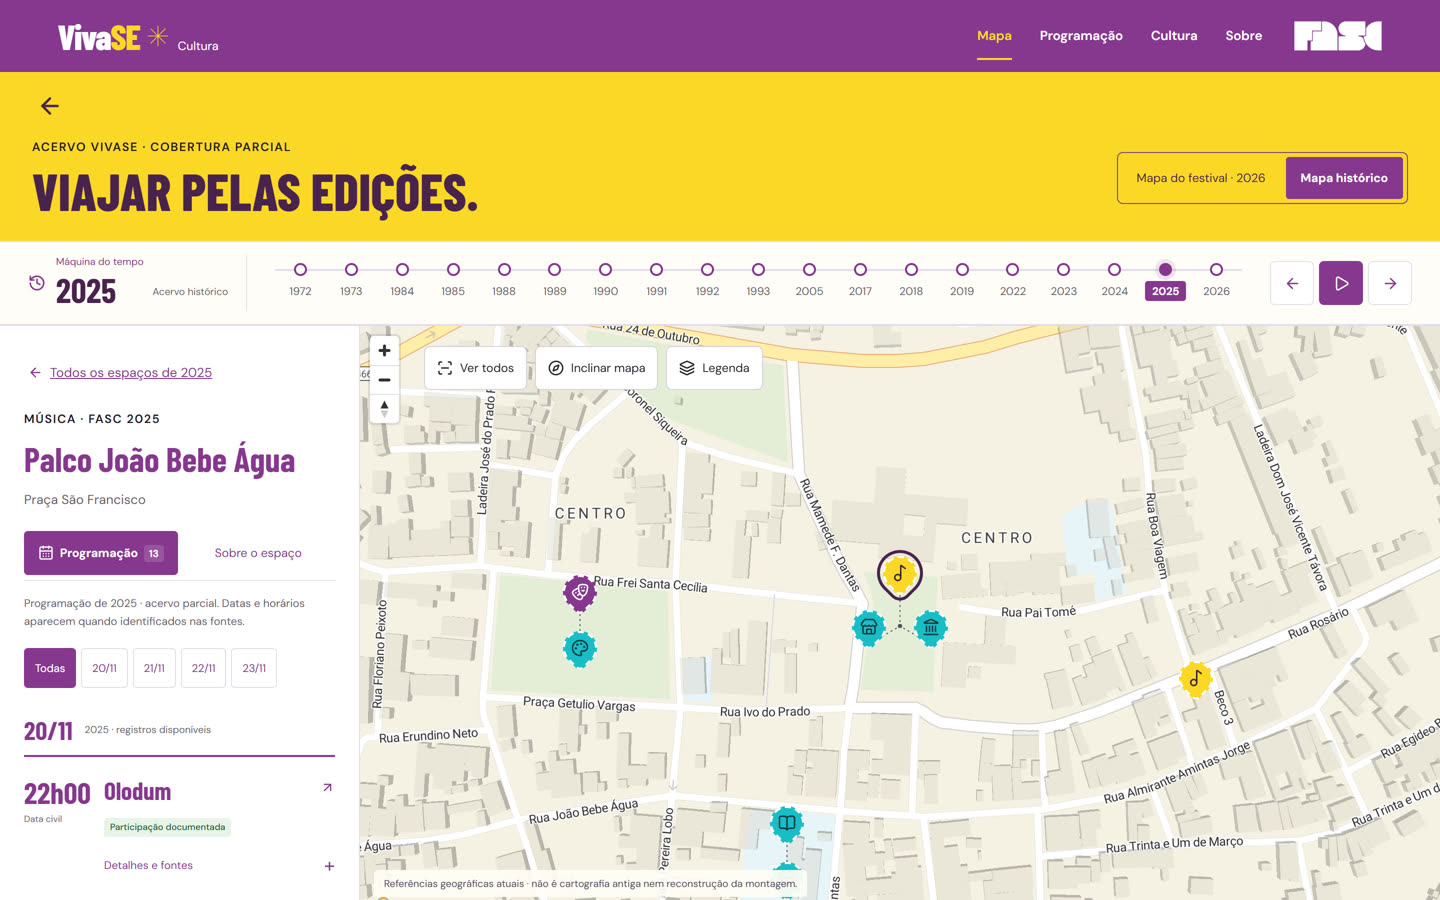 VivaSE Cultura
Mapa Programação Cultura Sobre FASC
ACERVO VIVASE · COBERTURA PARCIAL
VIAJAR PELAS EDIÇÕES.
Mapa do festival · 2026 Mapa histórico
Máquina do tempo
2025 Acervo histórico
1972 1973 1984 1985 1988 1989 1990 1991 1992 1993 2005 2017 2018 2019 2022 2023 2024 2025 2026
Todos os espaços de 2025
MÚSICA · FASC 2025
Palco João Bebe Água
Praça São Francisco
Programação 13 Sobre o espaço
Programação de 2025 · acervo parcial. Datas e horários
aparecem quando identificados nas fontes.
Todas 20/11 21/11 22/11 23/11
20/11 2025 · registros disponíveis
22h00 Olodum
Data civil
Participação documentada
Detalhes e fontes +
+
−
Ver todos Inclinar mapa Legenda
Rua 24 de Outubro
oronel Siqueira
Ladeira José do Prado F
CENTRO
CENTRO
Rua Mamede F. Dantas
Rua Boa Viagem
Ladeira Dom José Vicente Távora
Rua Frei Santa Cecília
Rua Pai Tomé
Rua Rosário
Rua Floriano Peixoto
Praça Getulio Vargas
Rua Ivo do Prado
Beco 3
Rua Erundino Neto
Rua Almirante Amintas Jorge
Rua Egideo R
Rua João Bebe Água
Pereira Lobo
Rua Trinta e Um d
Rua Trinta e Um de Março
Água
antas
Referências geográficas atuais · não é cartografia antiga nem reconstrução da montagem.